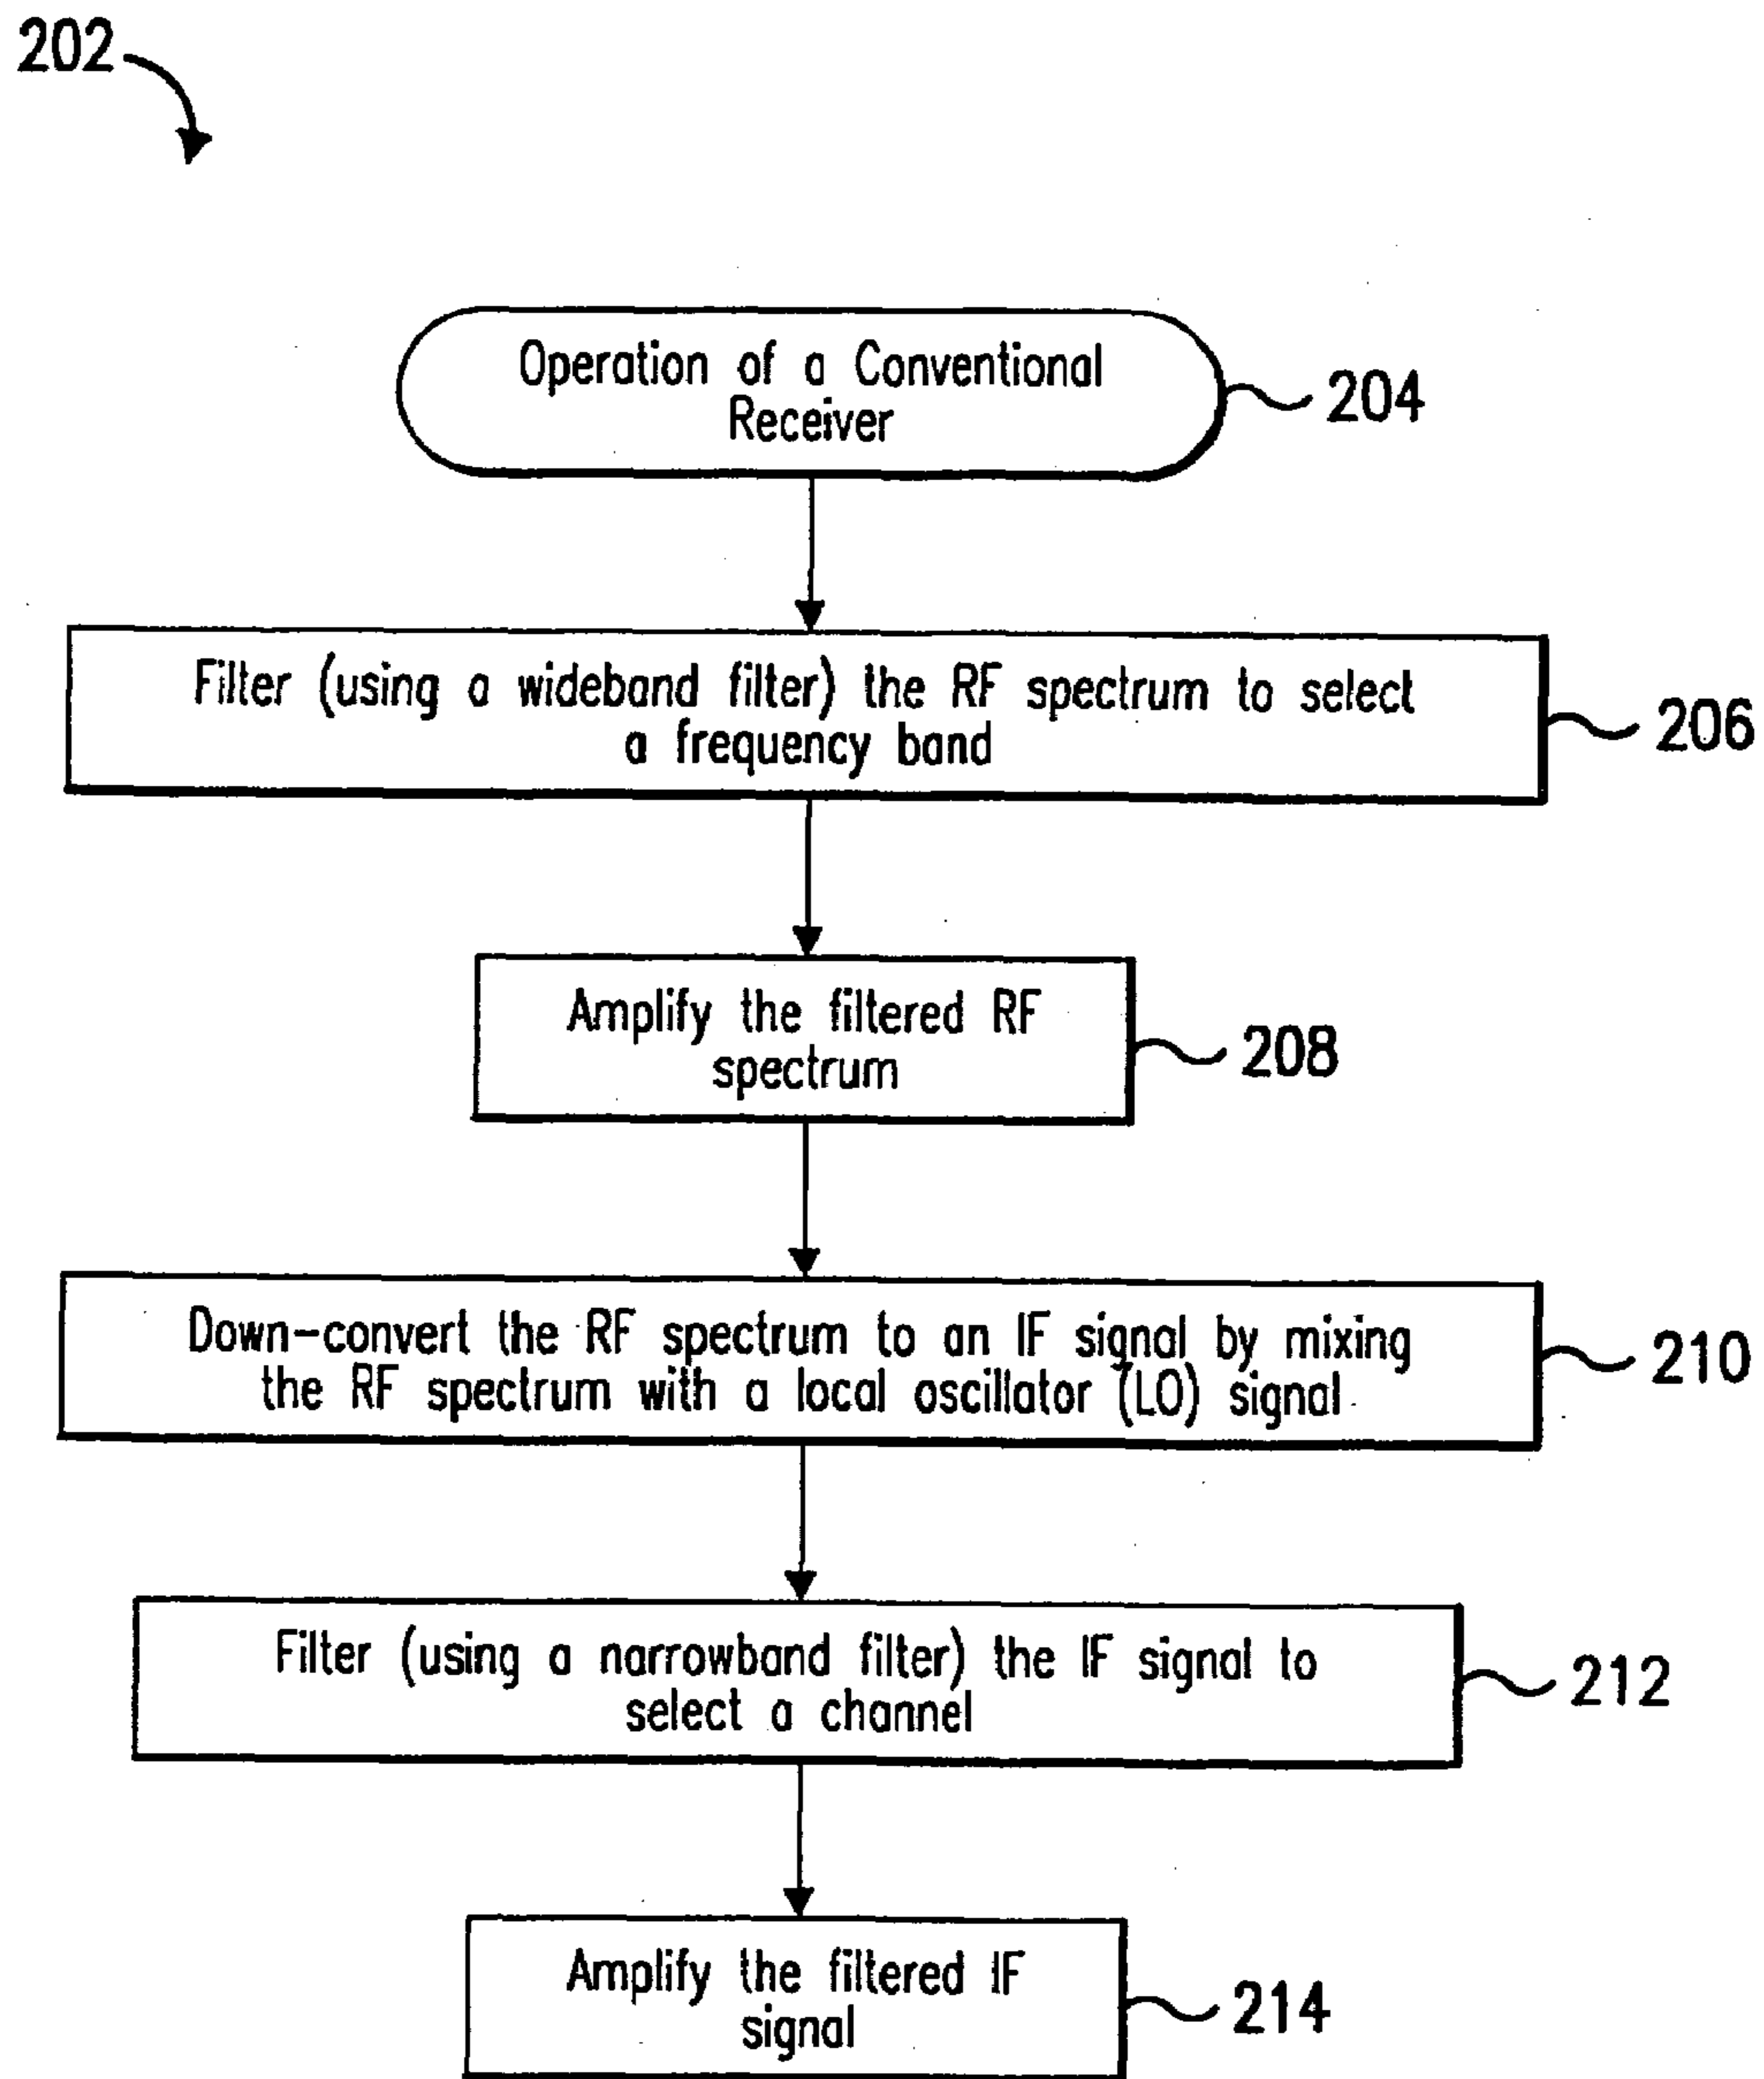 202
Operation of a Conventional
Receiver
204
Filter (using a wideband filter) the RF spectrum to select
a frequency band
206
Amplify the filtered RF
spectrum
208
Down-convert the RF spectrum to an IF signal by mixing
the RF spectrum with a local oscillator (LO) signal
210
Filter (using a narrowband filter) the IF signal to
select a channel
212
Amplify the filtered IF
signal
214